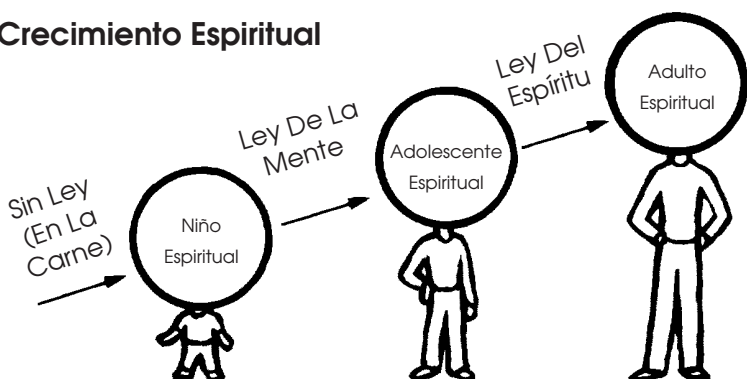 Crecimiento Espiritual
Sin Ley
(En La
Carne)
Niño
Espiritual
Ley De La
Mente
Adolescente
Espiritual
Ley Del
Espíritu
Adulto
Espiritual